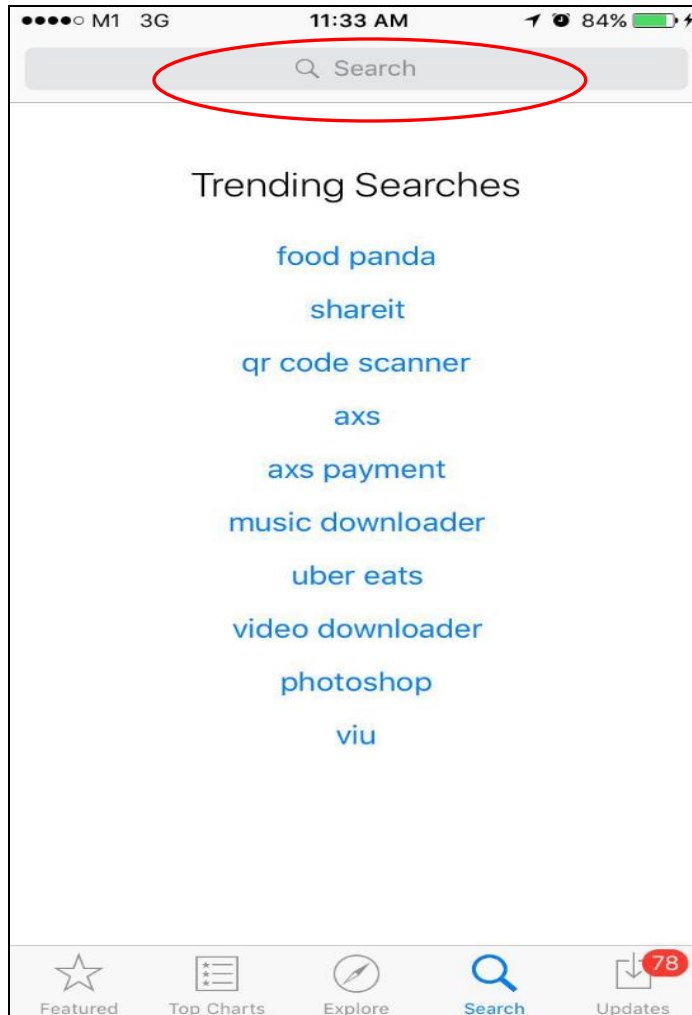 M1 3G 11:33 AM 84%
Search
Trending Searches
food panda
shareit
qr code scanner
axs
axs payment
music downloader
uber eats
video downloader
photoshop
viu
78
Featured Top Charts Explore Search Updates